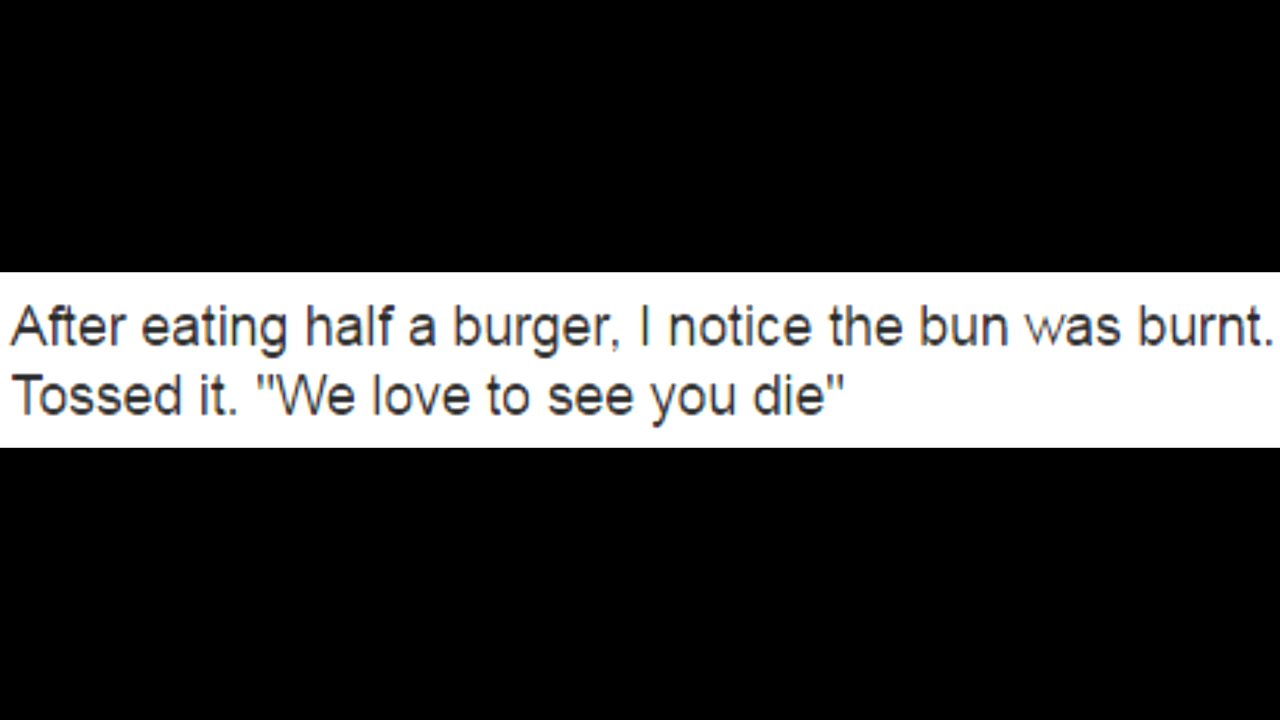 After eating half a burger, I notice the bun was burnt.
Tossed it. "We love to see you die"